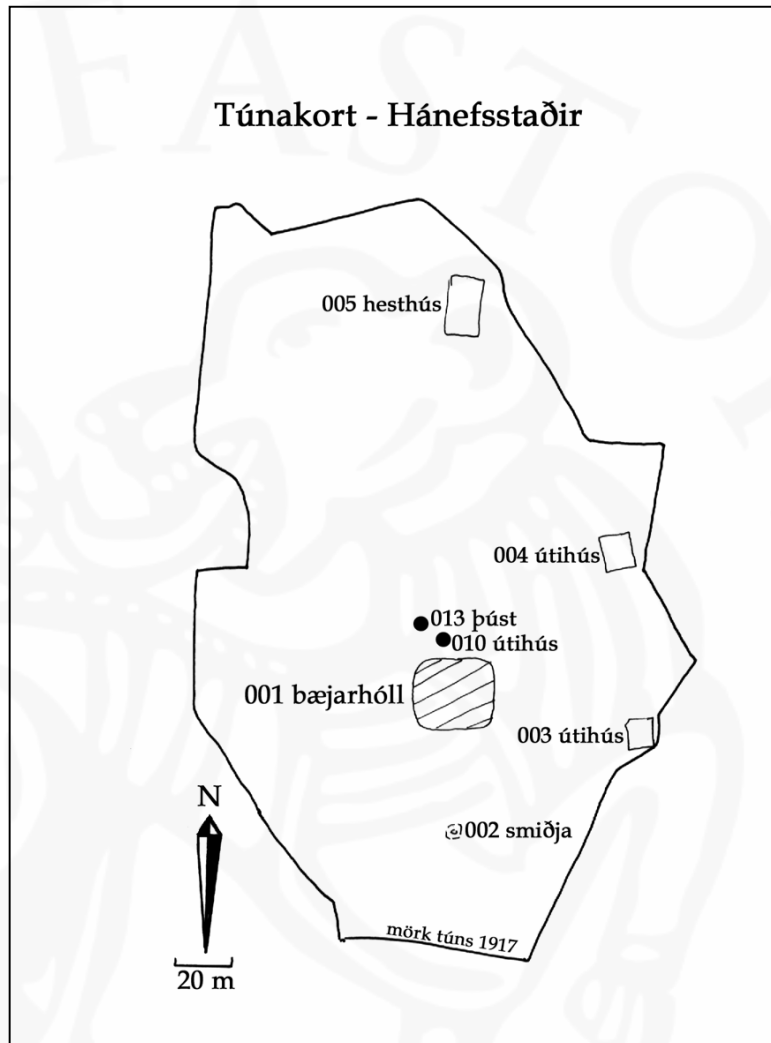 Túnakort - Hánefsstaðir
005 hesthús
004 útihús
013 þúst
010 útihús
001 bæjarhóll
003 útihús
N
002 smiðja
mörk túns 1917
20 m